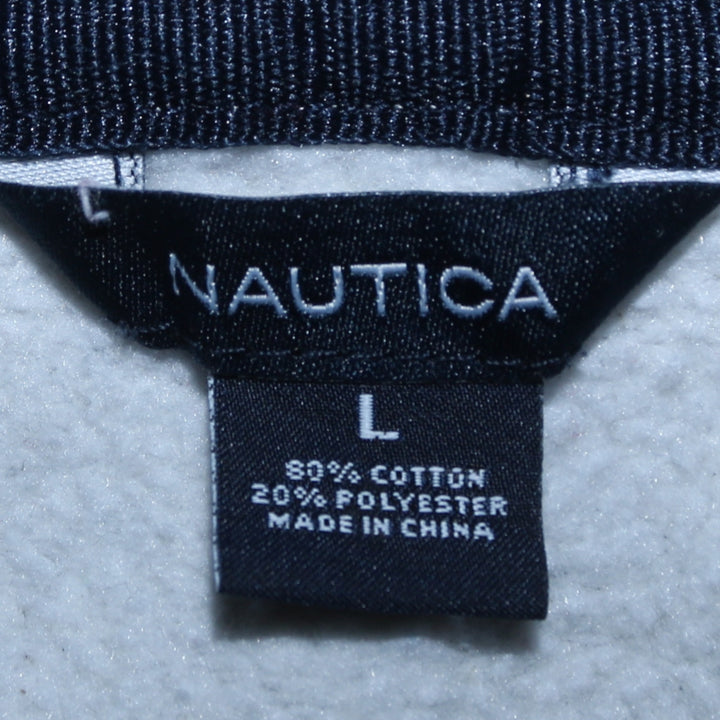 NAUTICA
L
80% COTTON
20% POLYESTER
MADE IN CHINA